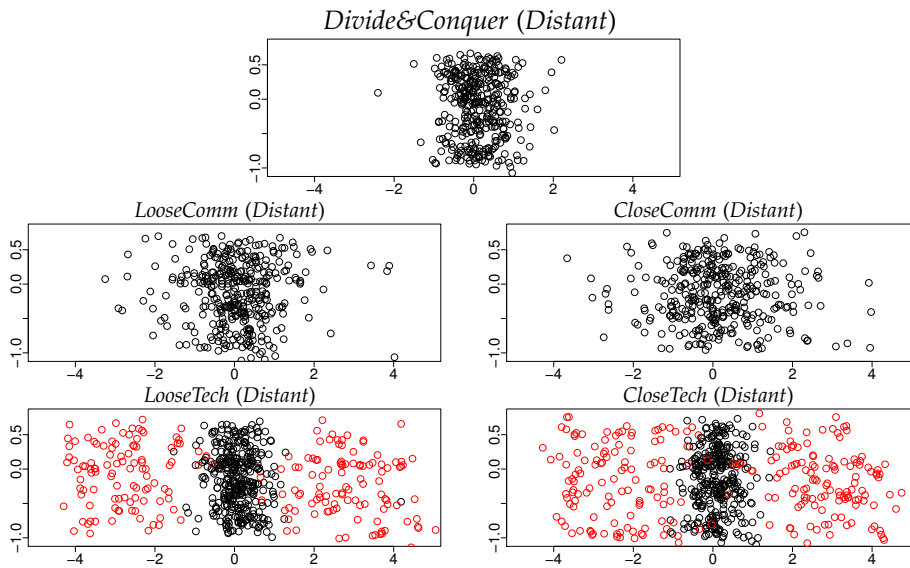 Divide&Conquer (Distant)
0.5
0.0
-1.0
-4 -2 0 2 4
LooseComm (Distant) CloseComm (Distant)
0.5 0.5
0.0 0.0
-1.0 -1.0
-4 -2 0 2 4 -4 -2 0 2 4
LooseTech (Distant) CloseTech (Distant)
0.5 0.5
0.0 0.0
-1.0 -1.0
-4 -2 0 2 4 -4 -2 0 2 4